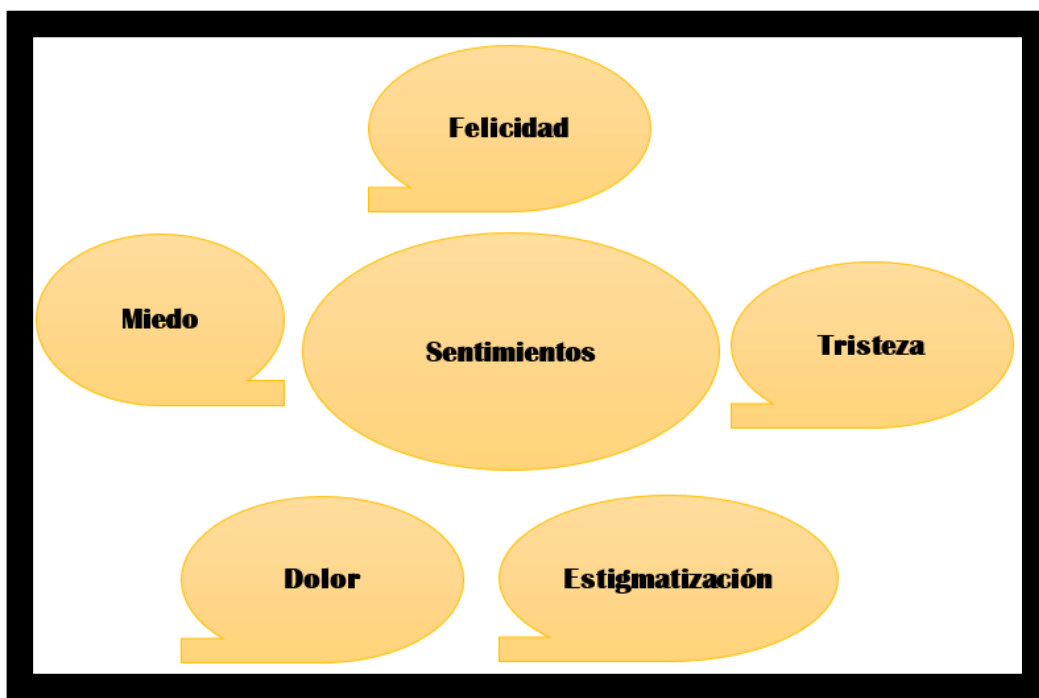 Felicidad
Miedo
Sentimientos
Tristeza
Dolor
Estigmatización